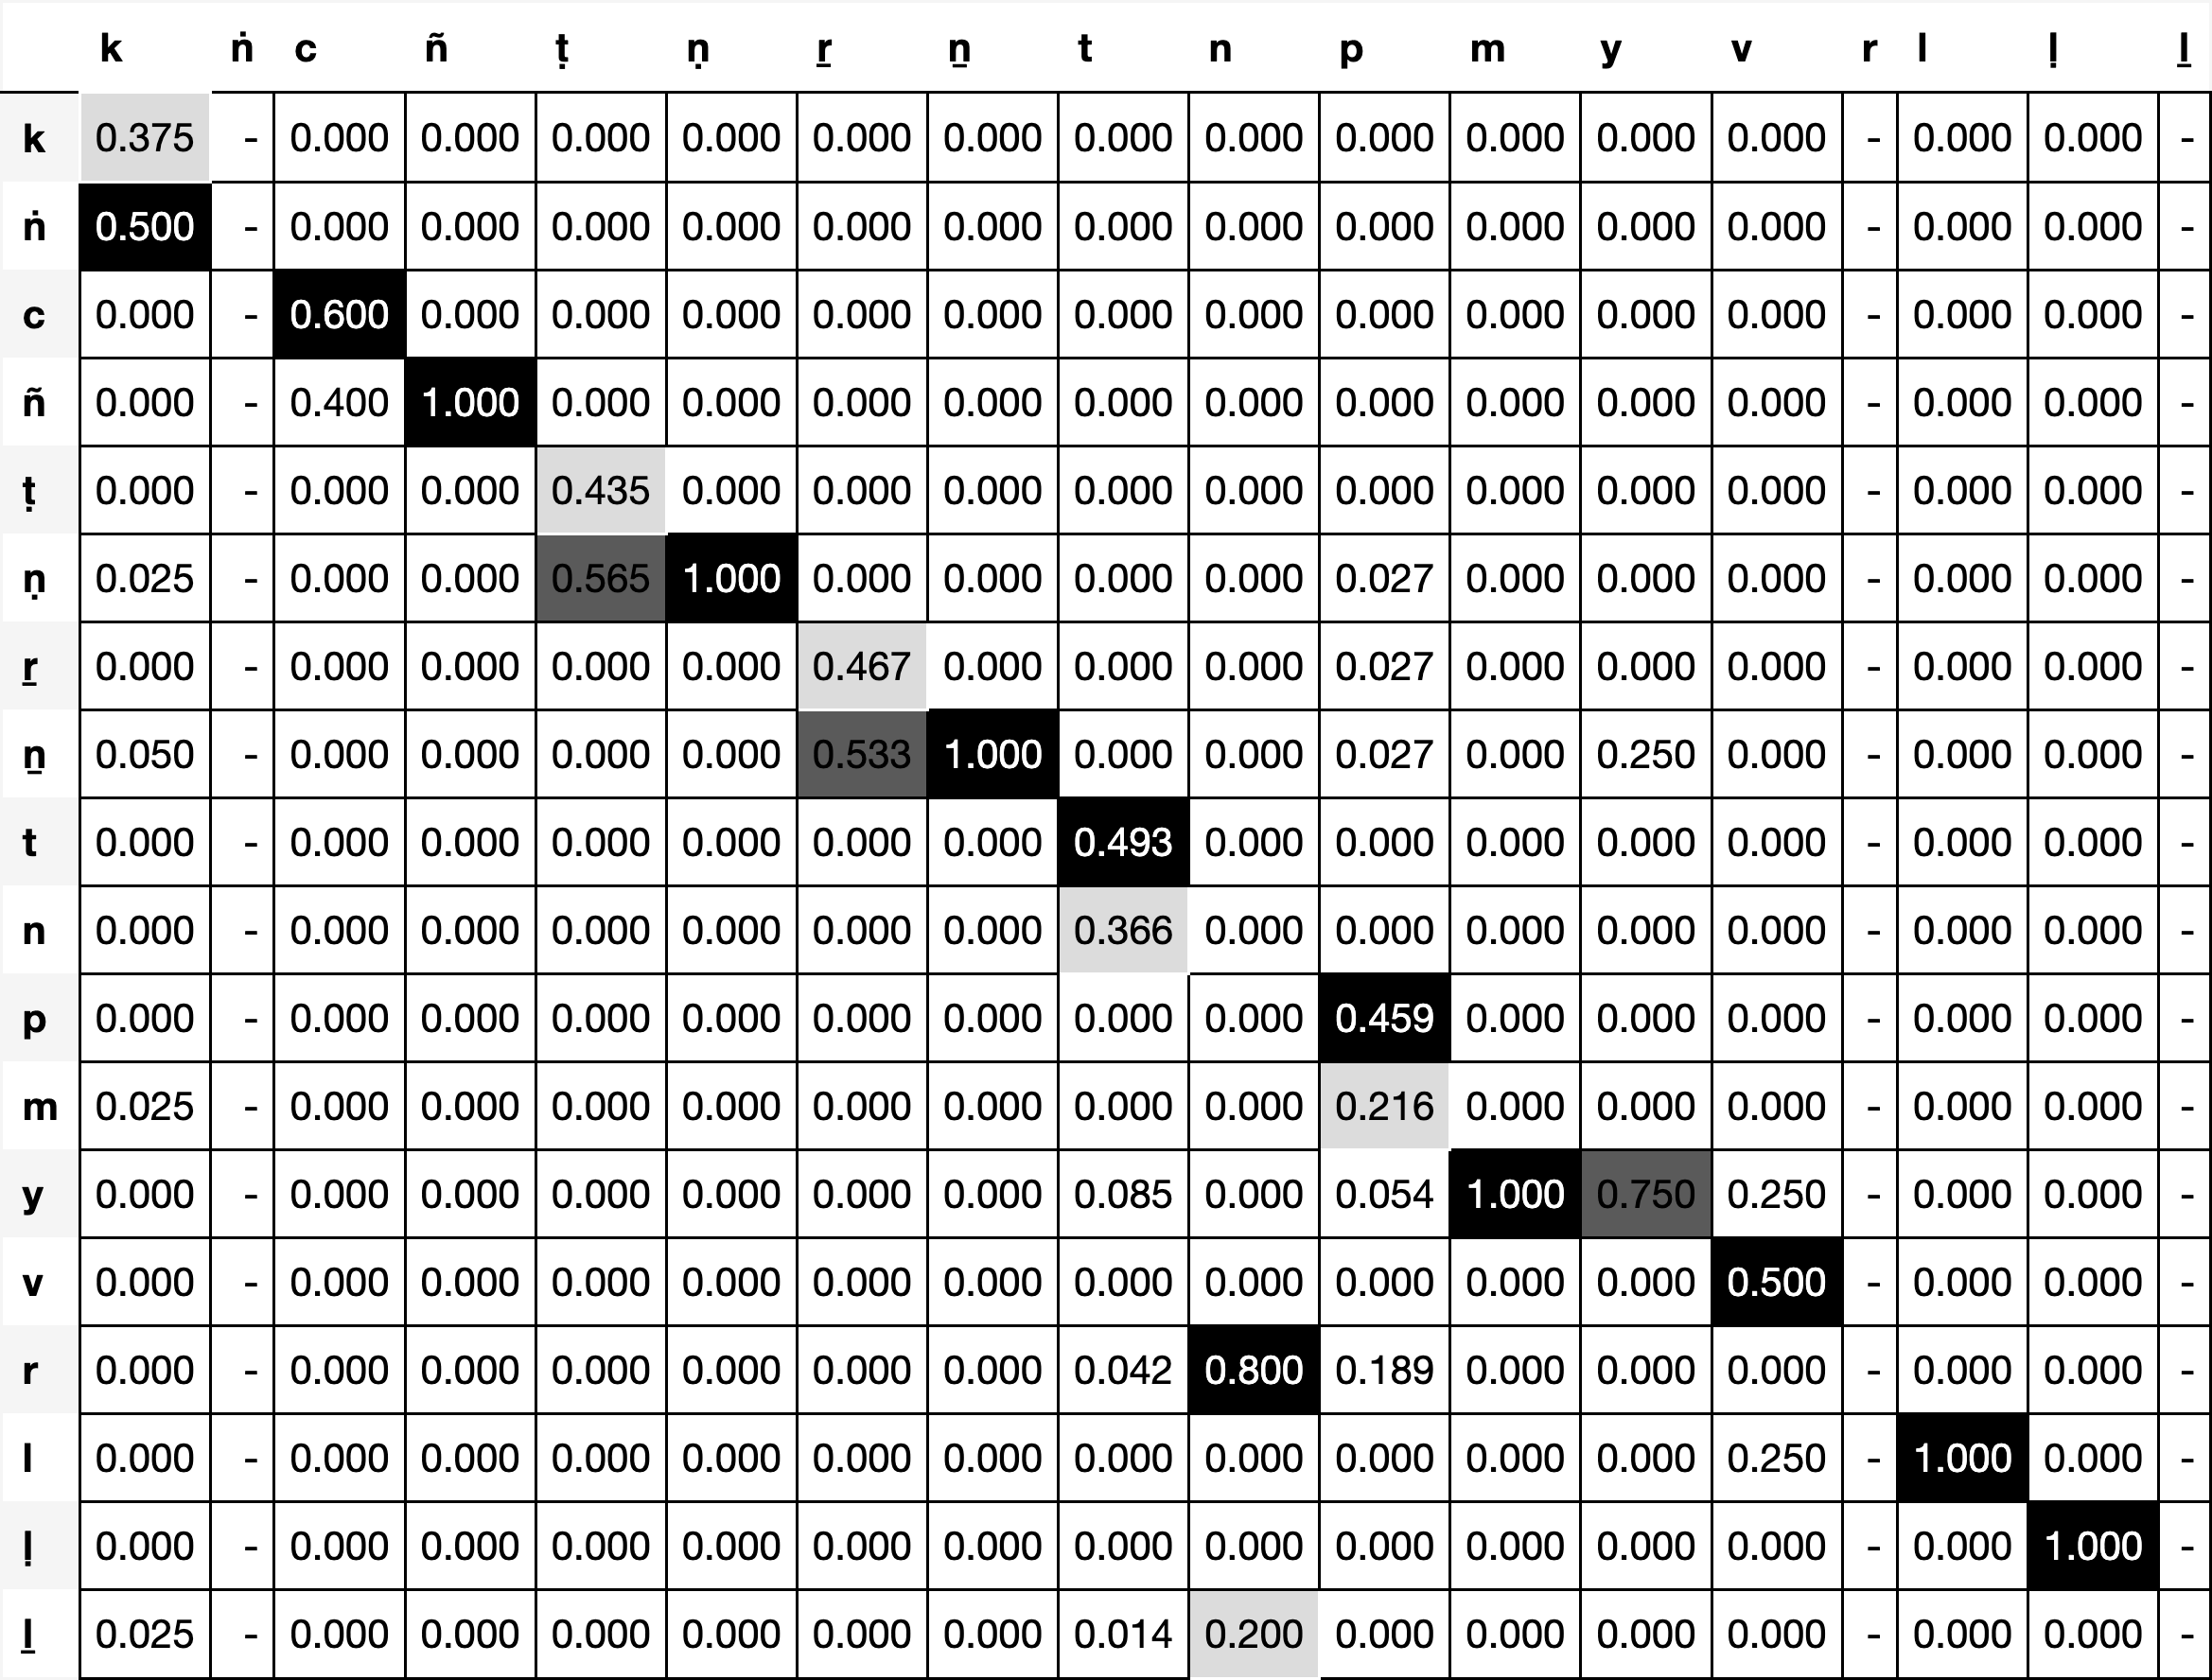 k ṅ c ñ ṭ ṇ ṟ ṉ t n p m y v r l ḷ ḻ
k 0.375 - 0.000 0.000 0.000 0.000 0.000 0.000 0.000 0.000 0.000 0.000 0.000 0.000 - 0.000 0.000 -
ṅ 0.500 - 0.000 0.000 0.000 0.000 0.000 0.000 0.000 0.000 0.000 0.000 0.000 0.000 - 0.000 0.000 -
c 0.000 - 0.600 0.000 0.000 0.000 0.000 0.000 0.000 0.000 0.000 0.000 0.000 0.000 - 0.000 0.000 -
ñ 0.000 - 0.400 1.000 0.000 0.000 0.000 0.000 0.000 0.000 0.000 0.000 0.000 0.000 - 0.000 0.000 -
ṭ 0.000 - 0.000 0.000 0.435 0.000 0.000 0.000 0.000 0.000 0.000 0.000 0.000 0.000 - 0.000 0.000 -
ṇ 0.025 - 0.000 0.000 0.565 1.000 0.000 0.000 0.000 0.000 0.027 0.000 0.000 0.000 - 0.000 0.000 -
ṟ 0.000 - 0.000 0.000 0.000 0.000 0.467 0.000 0.000 0.000 0.027 0.000 0.000 0.000 - 0.000 0.000 -
ṉ 0.050 - 0.000 0.000 0.000 0.000 0.533 1.000 0.000 0.000 0.027 0.000 0.250 0.000 - 0.000 0.000 -
t 0.000 - 0.000 0.000 0.000 0.000 0.000 0.000 0.493 0.000 0.000 0.000 0.000 0.000 - 0.000 0.000 -
n 0.000 - 0.000 0.000 0.000 0.000 0.000 0.000 0.366 0.000 0.000 0.000 0.000 0.000 - 0.000 0.000 -
p 0.000 - 0.000 0.000 0.000 0.000 0.000 0.000 0.000 0.000 0.459 0.000 0.000 0.000 - 0.000 0.000 -
m 0.025 - 0.000 0.000 0.000 0.000 0.000 0.000 0.000 0.000 0.216 0.000 0.000 0.000 - 0.000 0.000 -
y 0.000 - 0.000 0.000 0.000 0.000 0.000 0.000 0.085 0.000 0.054 1.000 0.750 0.250 - 0.000 0.000 -
v 0.000 - 0.000 0.000 0.000 0.000 0.000 0.000 0.000 0.000 0.000 0.000 0.000 0.500 - 0.000 0.000 -
r 0.000 - 0.000 0.000 0.000 0.000 0.000 0.000 0.042 0.800 0.189 0.000 0.000 0.000 - 0.000 0.000 -
l 0.000 - 0.000 0.000 0.000 0.000 0.000 0.000 0.000 0.000 0.000 0.000 0.000 0.250 - 1.000 0.000 -
ḷ 0.000 - 0.000 0.000 0.000 0.000 0.000 0.000 0.000 0.000 0.000 0.000 0.000 0.000 - 0.000 1.000 -
ḻ 0.025 - 0.000 0.000 0.000 0.000 0.000 0.000 0.014 0.200 0.000 0.000 0.000 0.000 - 0.000 0.000 -